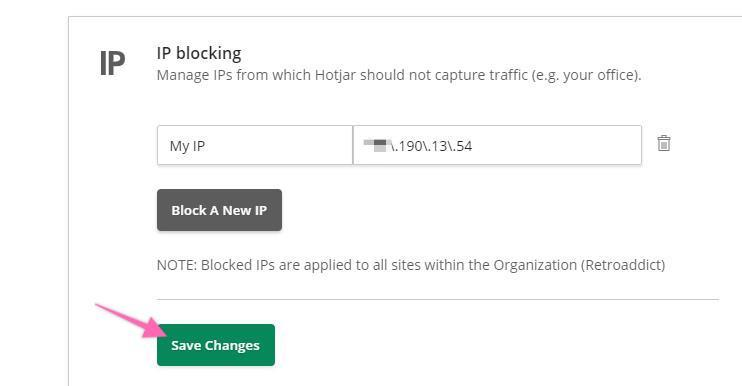 IP
IP blocking
Manage IPs from which Hotjar should not capture traffic (e.g. your office).
My IP
\.190\.13\.54
Block A New IP
NOTE: Blocked IPs are applied to all sites within the Organization (Retroaddict)
Save Changes